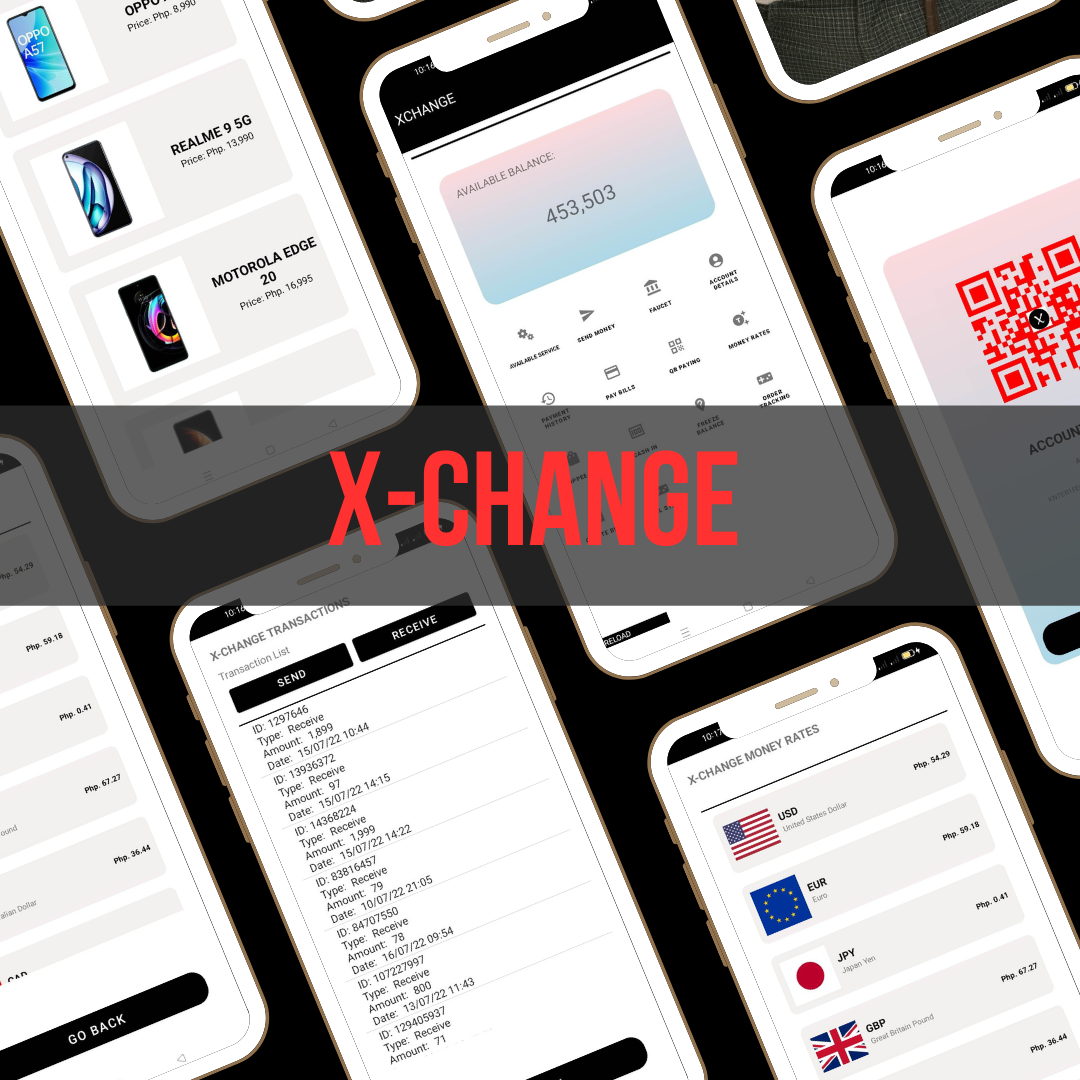 OPPO
A57
Price: Php. 8,990
REALME 9 5G
Price: Php. 13,990
MOTOROLA EDGE
20
Price: Php. 16,995
10:16
XCHANGE
AVAILABLE BALANCE:
453,503
AVAILABLE SERVICE
SEND MONEY
FAUCET
ACCOUNT
DETAILS
PAYMENT
HISTORY
PAY BILLS
QR PAYING
MONEY RATES
CASH IN
FREEZE
BALANCE
ORDER
TRACKING
RELOAD
10:16
X
X-CHANGE
Php. 54.29
Php. 59.18
Php. 0.41
Php. 67.27
Php. 36.44
GO BACK
10:16
X-CHANGE TRANSACTIONS
Transaction List
SEND
RECEIVE
ID: 1297646
Type: Receive
Amount: 1,899
Date: 15/07/22 10:44
ID: 13936372
Type: Receive
Amount: 97
Date: 15/07/22 14:15
ID: 14368224
Type: Receive
Amount: 1,999
Date: 15/07/22 14:22
ID: 83816457
Type: Receive
Amount: 79
Date: 10/07/22 21:05
ID: 84707550
Type: Receive
Amount: 78
Date: 16/07/22 09:54
ID: 107227997
Type: Receive
Amount: 800
Date: 13/07/22 11:43
ID: 129405937
Type: Receive
Amount: 71
10:17
X-CHANGE MONEY RATES
USD
United States Dollar
Php. 54.29
EUR
Euro
Php. 59.18
JPY
Japan Yen
Php. 0.41
GBP
Great Britain Pound
Php. 67.27
Php. 36.44